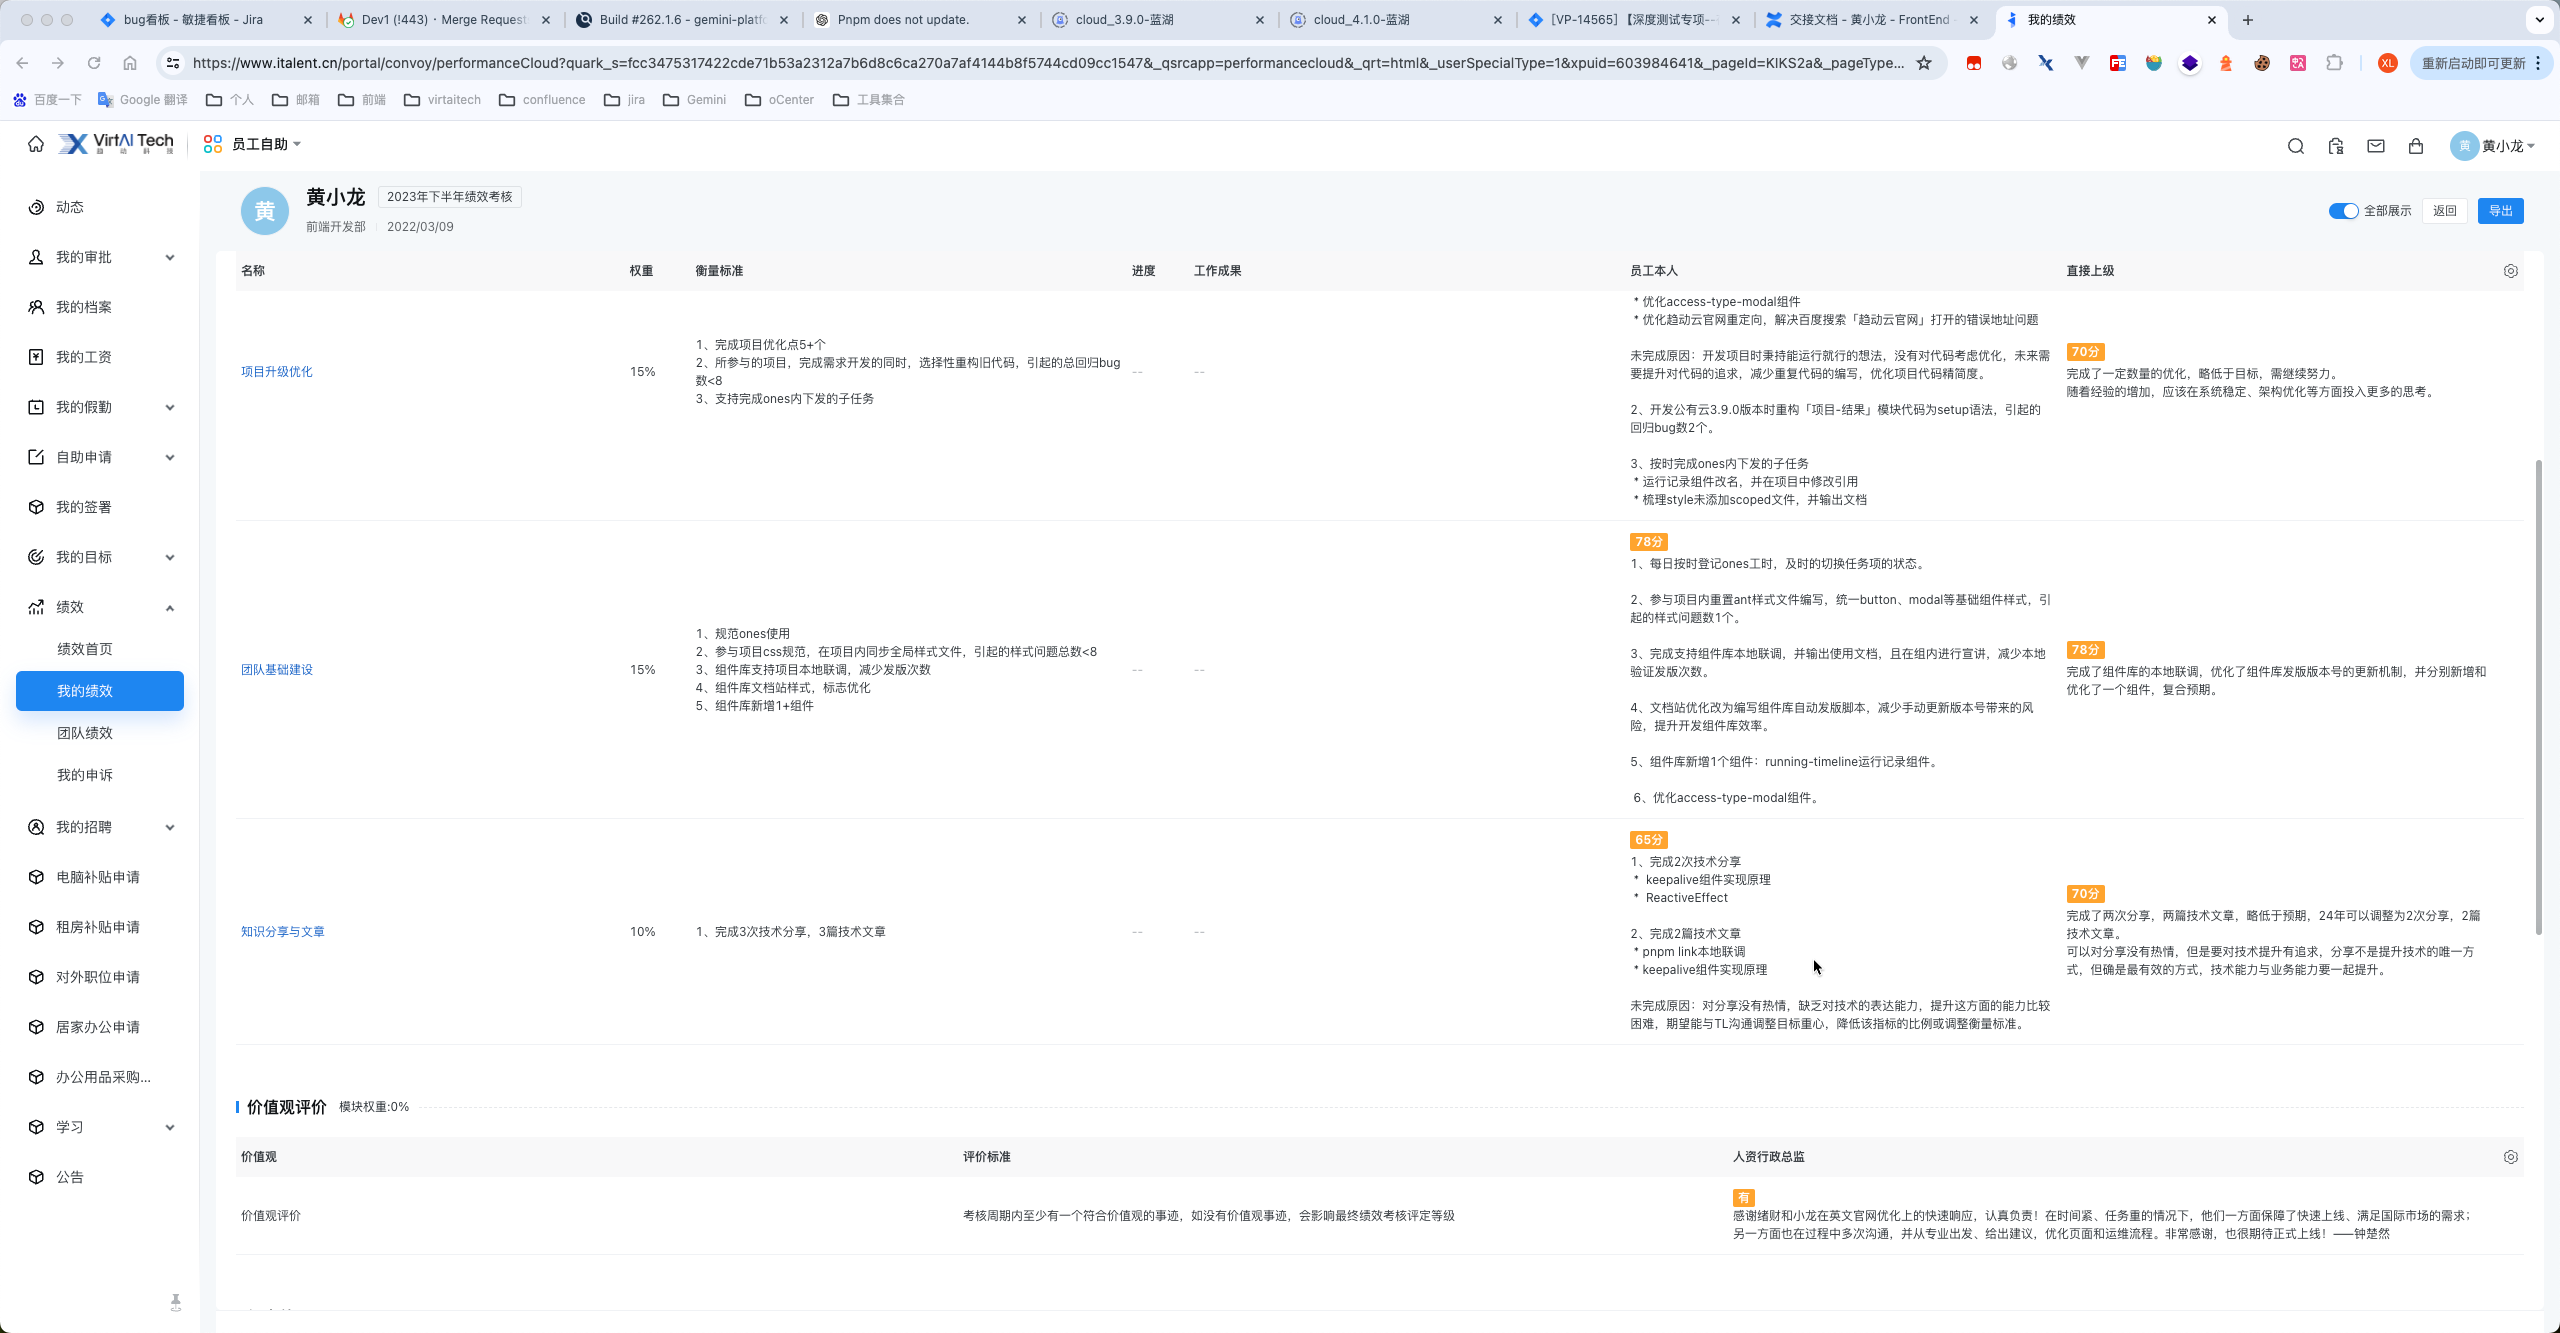 bug看板 - 敏捷看板 - Jira
Dev1 (!443) · Merge Request
Build #262.1.6 - gemini-platf
Pnpm does not update.
cloud_3.9.0-蓝湖
cloud_4.1.0-蓝湖
[VP-14565] 【深度测试专项--
交接文档 - 黄小龙 - FrontEnd
我的绩效
https://www.italent.cn/portal/convoy/performanceCloud?quark_s=fcc3475317422cde71b53a2312a7b6d8c6ca270a7af4144b8f5744cd09cc1547&_qsrcapp=performancecloud&_qrt=html&_userSpecialType=1&xpuid=603984641&_pageId=KIKS2a&_pageType...
XL
重新启动即可更新
百度一下
Google 翻译
个人
邮箱
前端
virtaitech
confluence
jira
Gemini
oCenter
工具集合
VirtAI Tech
趋 动 科 技
员工自助
黄
黄小龙
动态
我的审批
我的档案
我的工资
我的假勤
自助申请
我的签署
我的目标
绩效
绩效首页
我的绩效
团队绩效
我的申诉
我的招聘
电脑补贴申请
租房补贴申请
对外职位申请
居家办公申请
办公用品采购...
学习
公告
黄
黄小龙
2023年下半年绩效考核
前端开发部
2022/03/09
全部展示
返回
导出
名称
权重
衡量标准
进度
工作成果
员工本人
直接上级
项目升级优化
15%
1、完成项目优化点5+个
2、所参与的项目，完成需求开发的同时，选择性重构旧代码，引起的总回归bug
数<8
3、支持完成ones内下发的子任务
--
--
* 优化access-type-modal组件
* 优化趋动云官网重定向，解决百度搜索「趋动云官网」打开的错误地址问题
未完成原因：开发项目时秉持能运行就行的想法，没有对代码考虑优化，未来需
要提升对代码的追求，减少重复代码的编写，优化项目代码精简度。
2、开发公有云3.9.0版本时重构「项目-结果」模块代码为setup语法，引起的
回归bug数2个。
3、按时完成ones内下发的子任务
* 运行记录组件改名，并在项目中修改引用
* 梳理style未添加scoped文件，并输出文档
70分
完成了一定数量的优化，略低于目标，需继续努力。
随着经验的增加，应该在系统稳定、架构优化等方面投入更多的思考。
团队基础建设
15%
1、规范ones使用
2、参与项目css规范，在项目内同步全局样式文件，引起的样式问题总数<8
3、组件库支持项目本地联调，减少发版次数
4、组件库文档站样式，标志优化
5、组件库新增1+组件
--
--
78分
1、每日按时登记ones工时，及时的切换任务项的状态。
2、参与项目内重置ant样式文件编写，统一button、modal等基础组件样式，引
起的样式问题数1个。
3、完成支持组件库本地联调，并输出使用文档，且在组内进行宣讲，减少本地
验证发版次数。
4、文档站优化改为编写组件库自动发版脚本，减少手动更新版本号带来的风
险，提升开发组件库效率。
5、组件库新增1个组件：running-timeline运行记录组件。
6、优化access-type-modal组件。
78分
完成了组件库的本地联调，优化了组件库发版版本号的更新机制，并分别新增和
优化了一个组件，复合预期。
知识分享与文章
10%
1、完成3次技术分享，3篇技术文章
--
--
65分
1、完成2次技术分享
* keepalive组件实现原理
* ReactiveEffect
2、完成2篇技术文章
* pnpm link本地联调
* keepalive组件实现原理
未完成原因：对分享没有热情，缺乏对技术的表达能力，提升这方面的能力比较
困难，期望能与TL沟通调整目标重心，降低该指标的比例或调整衡量标准。
70分
完成了两次分享，两篇技术文章，略低于预期，24年可以调整为2次分享，2篇
技术文章。
可以对分享没有热情，但是要对技术提升有追求，分享不是提升技术的唯一方
式，但确是最有效的方式，技术能力与业务能力要一起提升。
价值观评价
模块权重:0%
价值观
评价标准
人资行政总监
价值观评价
考核周期内至少有一个符合价值观的事迹，如没有价值观事迹，会影响最终绩效考核评定等级
有
感谢绪财和小龙在英文官网优化上的快速响应，认真负责！在时间紧、任务重的情况下，他们一方面保障了快速上线、满足国际市场的需求；
另一方面也在过程中多次沟通，并从专业出发、给出建议，优化页面和运维流程。非常感谢，也很期待正式上线！——钟楚然